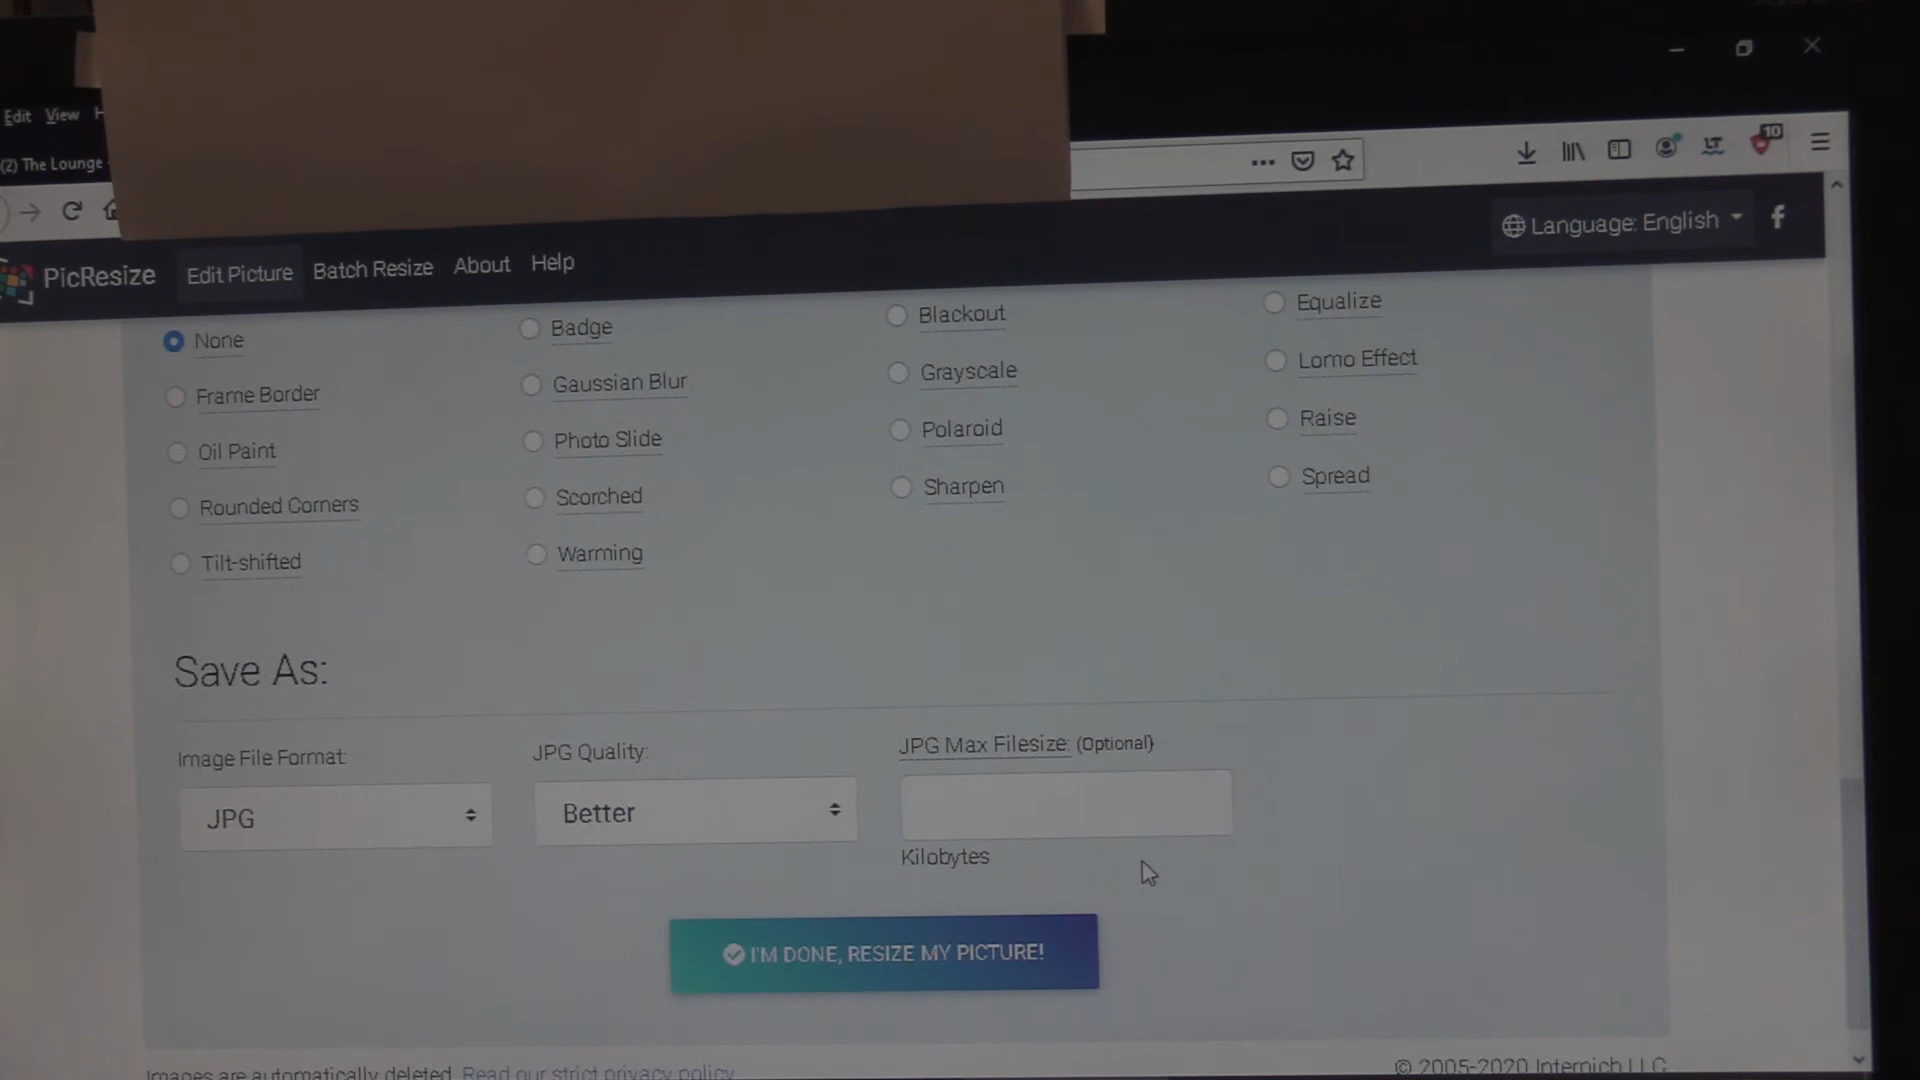 Edit View
(2) The Lounge
10
LT
Language: English
PicResize Edit Picture Batch Resize About Help
None Badge Blackout Equalize
Frame Border Gaussian Blur Grayscale Lomo Effect
Oil Paint Photo Slide Polaroid Raise
Rounded Corners Scorched Sharpen Spread
Tilt-shifted Warming
Save As:
Image File Format: JPG Quality: JPG Max Filesize: (Optional)
JPG Better
Kilobytes
I'M DONE, RESIZE MY PICTURE!
Images are automatically deleted. Read our strict privacy policy
© 2005-2020 Internich LLC